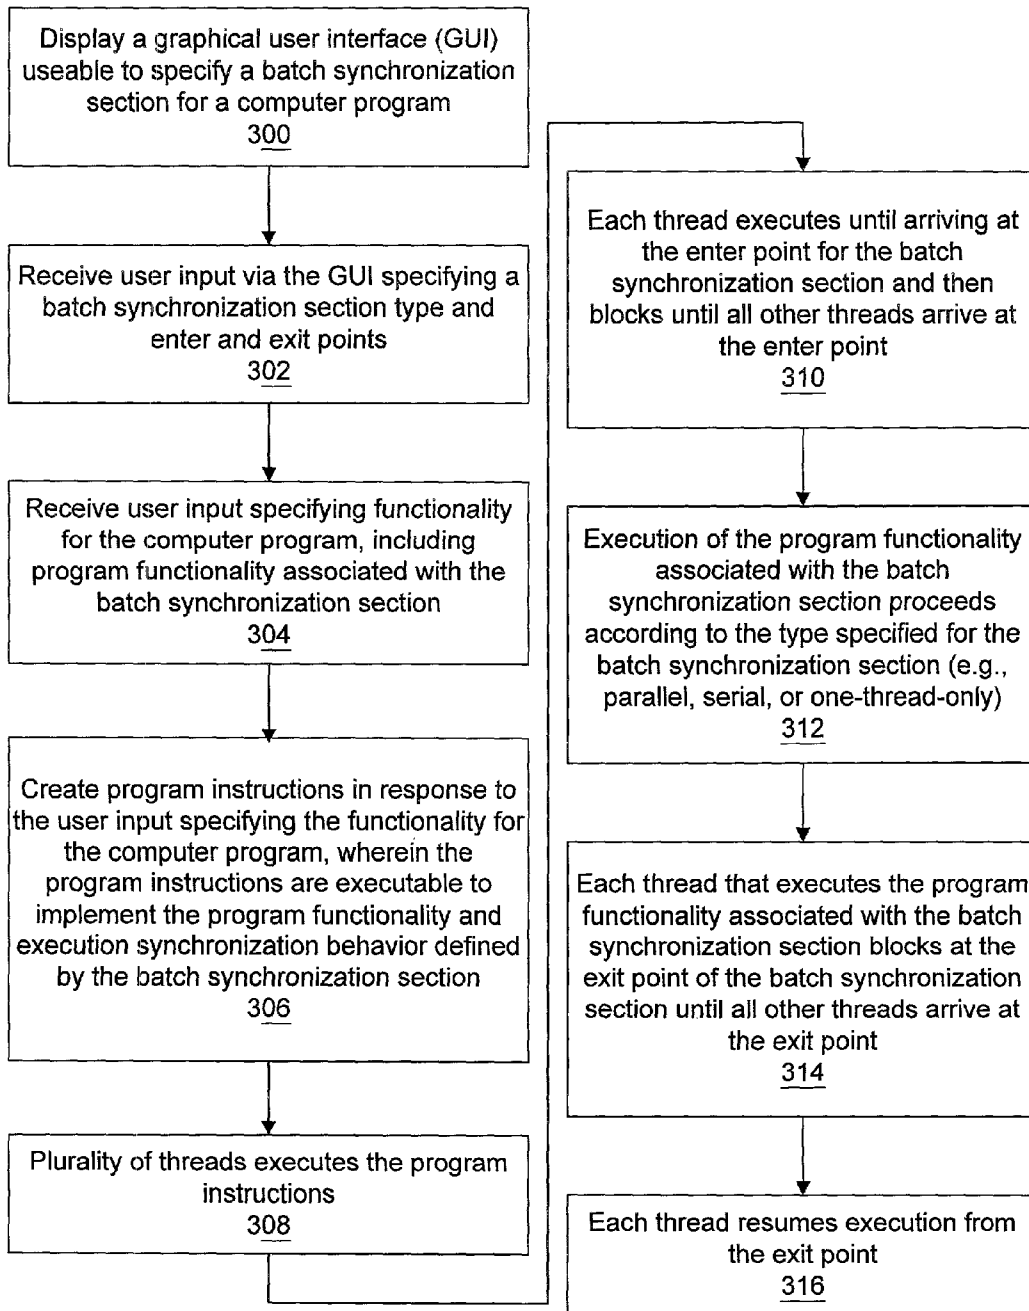 Display a graphical user interface (GUI)
useable to specify a batch synchronization
section for a computer program
300
Receive user input via the GUI specifying a
batch synchronization section type and
enter and exit points
302
Receive user input specifying functionality
for the computer program, including
program functionality associated with the
batch synchronization section
304
Create program instructions in response to
the user input specifying the functionality for
the computer program, wherein the
program instructions are executable to
implement the program functionality and
execution synchronization behavior defined
by the batch synchronization section
306
Plurality of threads executes the program
instructions
308
Each thread executes until arriving at
the enter point for the batch
synchronization section and then
blocks until all other threads arrive at
the enter point
310
Execution of the program functionality
associated with the batch
synchronization section proceeds
according to the type specified for the
batch synchronization section (e.g.,
parallel, serial, or one-thread-only)
312
Each thread that executes the program
functionality associated with the batch
synchronization section blocks at the
exit point of the batch synchronization
section until all other threads arrive at
the exit point
314
Each thread resumes execution from
the exit point
316